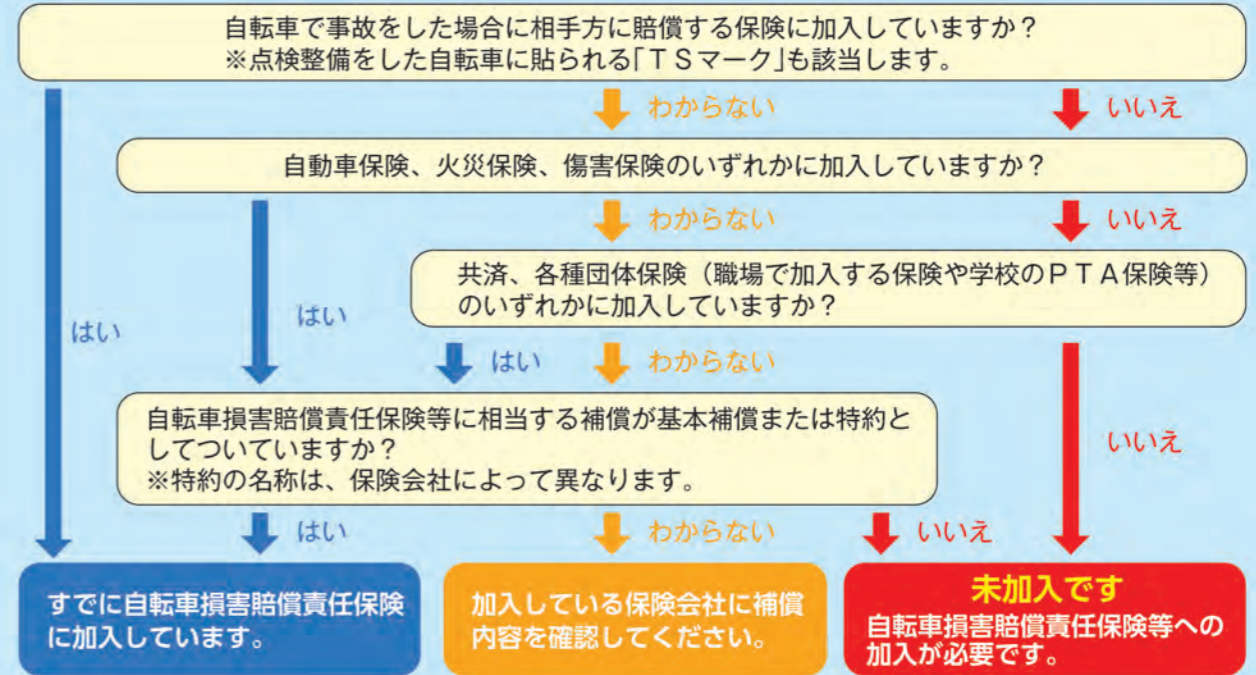 自転車で事故をした場合に相手方に賠償する保険に加入していますか？
※点検整備をした自転車に貼られる「ＴＳマーク」も該当します。
わからない
いいえ
自動車保険、火災保険、傷害保険のいずれかに加入していますか？
わからない
いいえ
共済、各種団体保険（職場で加入する保険や学校のＰＴＡ保険等）
のいずれかに加入していますか？
はい
はい
はい
わからない
いいえ
自転車損害賠償責任保険等に相当する補償が基本補償または特約と
してついていますか？
※特約の名称は、保険会社によって異なります。
はい
わからない
いいえ
すでに自転車損害賠償責任保険
に加入しています。
加入している保険会社に補償
内容を確認してください。
未加入です
自転車損害賠償責任保険等への
加入が必要です。